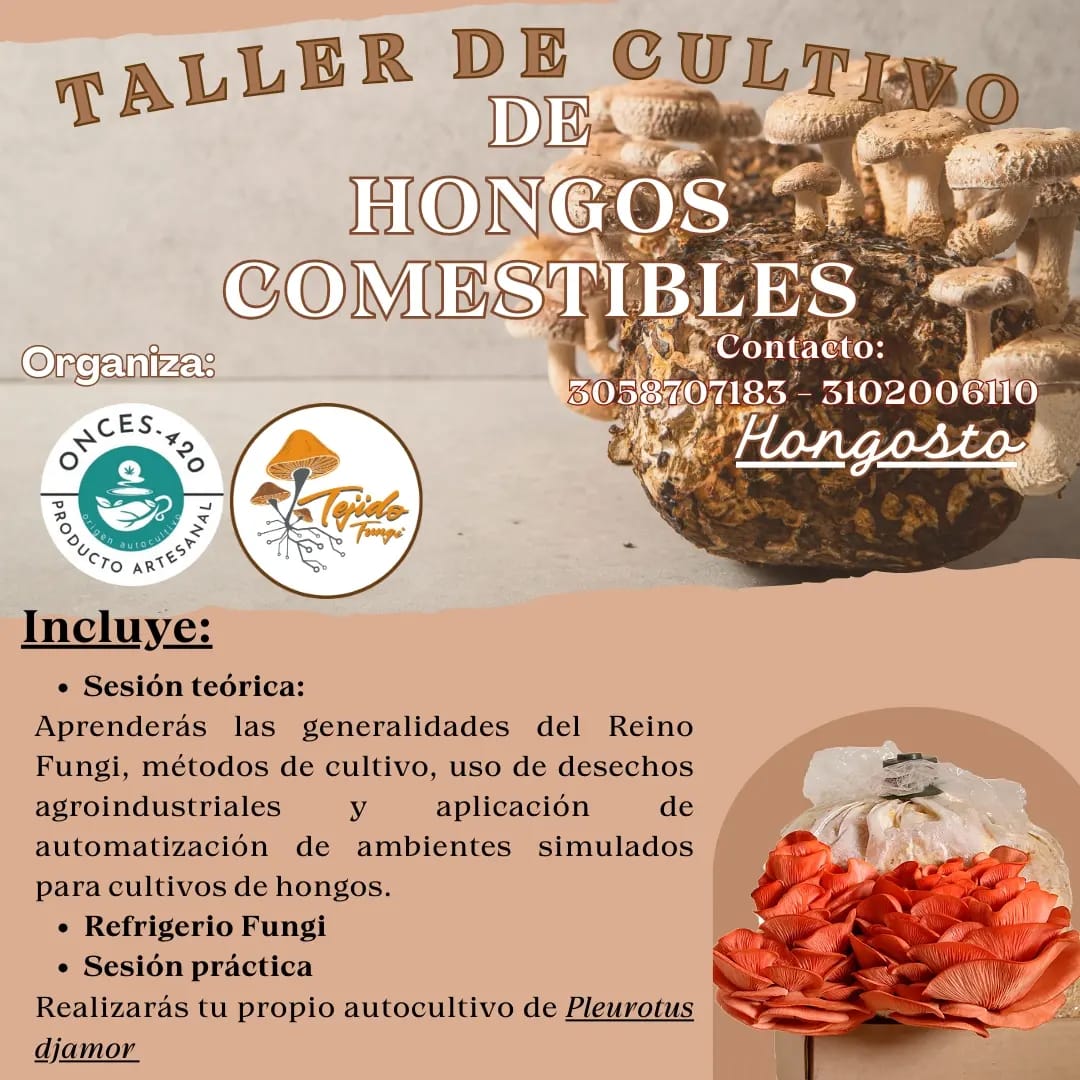 TALLER DE CULTIVO
DE
HONGOS
COMESTIBLES
Organiza:
Contacto:
3058707183 - 3102006110
Hongosto
ONCES-420
origen autocultivo
PRODUCTO ARTESANAL
Tejido
Fungi
Incluye:
• Sesión teórica:
Aprenderás las generalidades del Reino
Fungi, métodos de cultivo, uso de desechos
agroindustriales y aplicación de
automatización de ambientes simulados
para cultivos de hongos.
• Refrigerio Fungi
• Sesión práctica
Realizarás tu propio autocultivo de Pleurotus
djamor